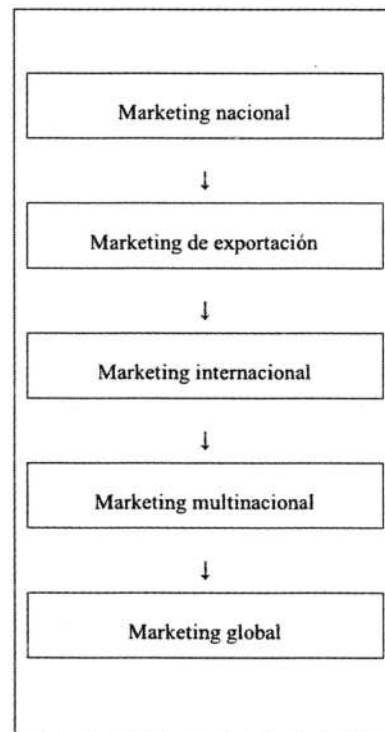 Marketing nacional
↓
Marketing de exportación
↓
Marketing internacional
↓
Marketing multinacional
↓
Marketing global